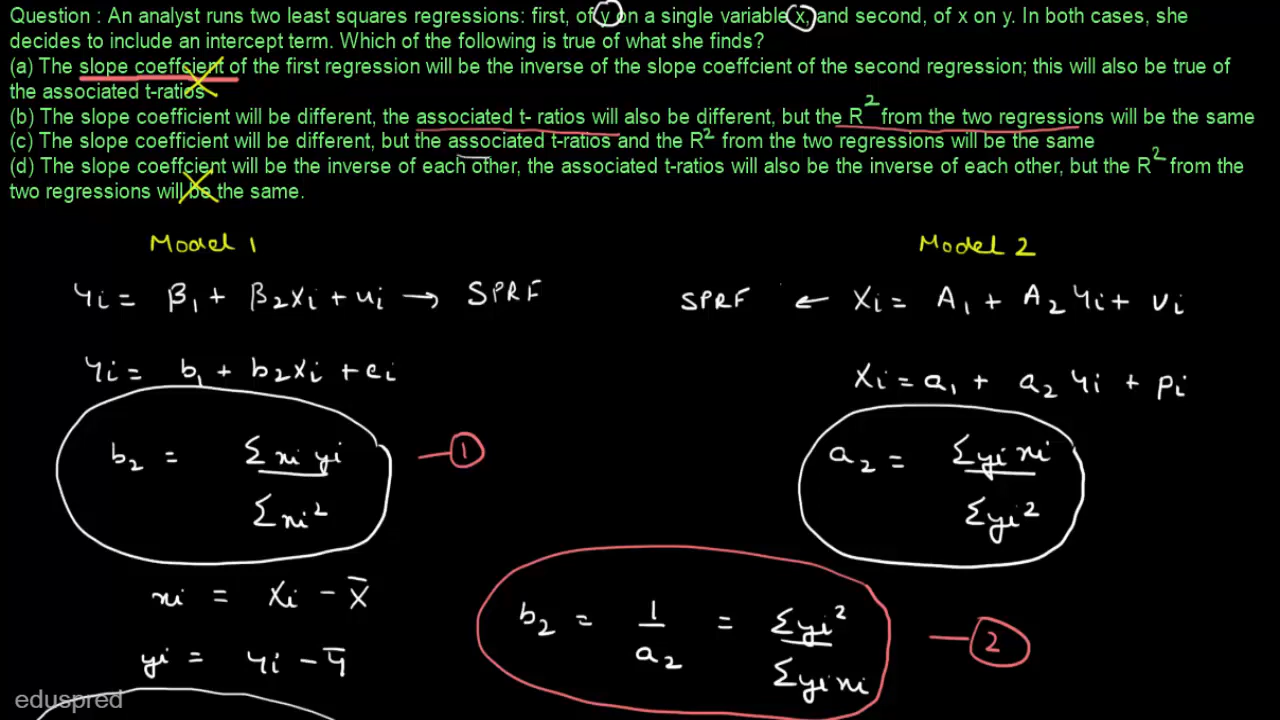 Question : An analyst runs two least squares regressions: first, of y on a single variable x, and second, of x on y. In both cases, she
decides to include an intercept term. Which of the following is true of what she finds?
(a) The slope coeffcient of the first regression will be the inverse of the slope coeffcient of the second regression; this will also be true of
the associated t-ratios
(b) The slope coefficient will be different, the associated t- ratios will also be different, but the R² from the two regressions will be the same
(c) The slope coefficient will be different, but the associated t-ratios and the R² from the two regressions will be the same
(d) The slope coeffcient will be the inverse of each other, the associated t-ratios will also be the inverse of each other, but the R² from the
two regressions will be the same.
Model 1
Model 2
Yi = β₁ + β₂Xi + ui → SPRF
SPRF ← Xi = A₁ + A₂Yi + vi
Yi = b₁ + b₂Xi + ei
Xi = a₁ + a₂Yi + pi
b₂ = Σxiyi / Σxi² — ①
a₂ = Σyixi / Σyi²
xi = Xi − X̄
b₂ = 1/a₂ = Σyi² / Σyixi — ②
yi = Yi − Ȳ
eduspred